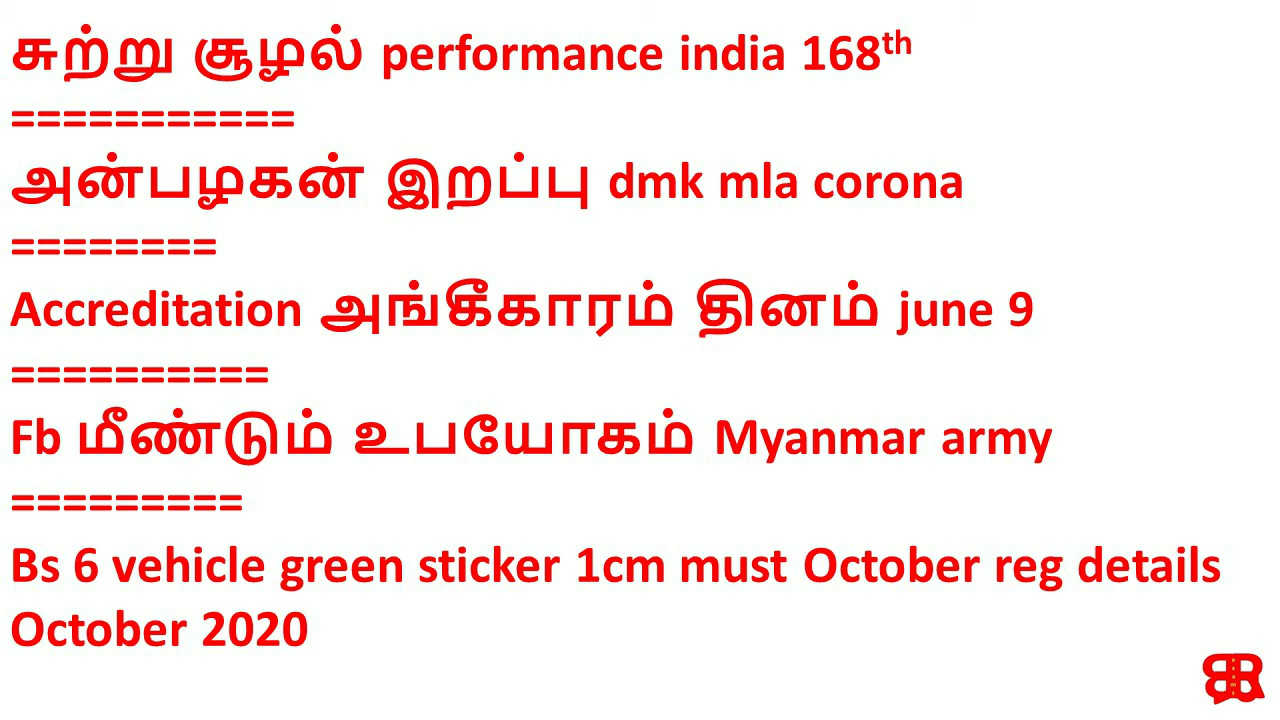 சுற்று சூழல் performance india 168th
===========
அன்பழகன் இறப்பு dmk mla corona
========
Accreditation அங்கீகாரம் தினம் june 9
==========
Fb மீண்டும் உபயோகம் Myanmar army
=========
Bs 6 vehicle green sticker 1cm must October reg details
October 2020